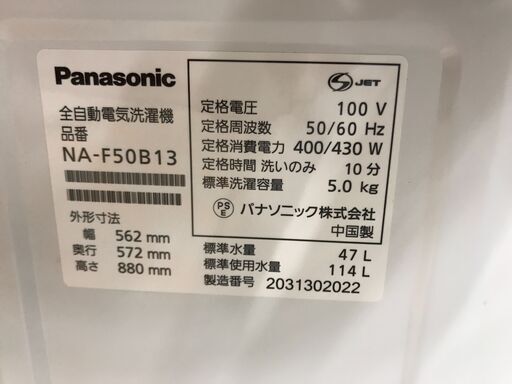 Panasonic
S JET
全自動電気洗濯機
品番
NA-F50B13
外形寸法
幅 562 mm
奥行 572 mm
高さ 880 mm
定格電圧 100 V
定格周波数 50/60 Hz
定格消費電力 400/430 W
定格時間 洗いのみ 10 分
標準洗濯容量 5.0 kg
PSE パナソニック株式会社
中国製
標準水量 47 L
標準使用水量 114 L
製造番号 2031302022